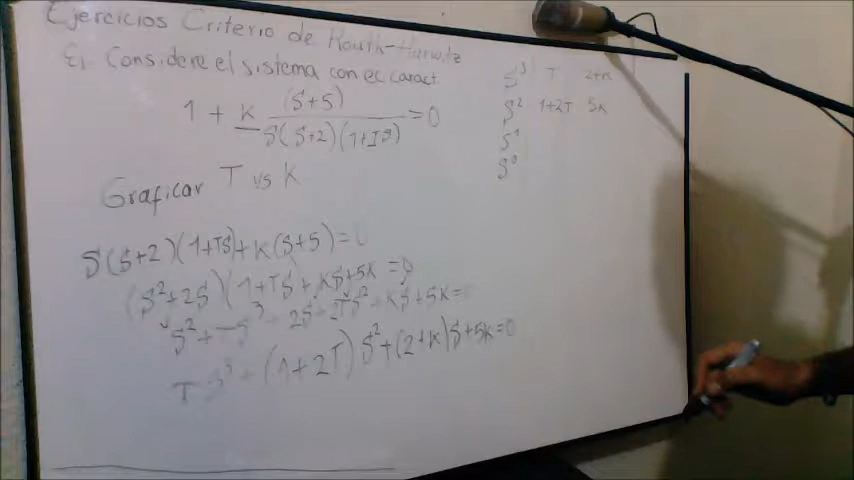 Ejercicios Criterio de Routh-Hurwitz
E1 Considere el sistema con ec caract.
1 + K (S+5) / S(S+2)(1+TS) = 0
Graficar T vs K
S(S+2)(1+TS)+K(S+5)=0
(S²+2S)(1+TS)+KS+5K=0
S²+TS³+2S+2TS²+KS+5K=0
TS³+(1+2T)S²+(2+K)S+5K=0
S³ T 2+K
S² 1+2T 5K
S¹
S⁰